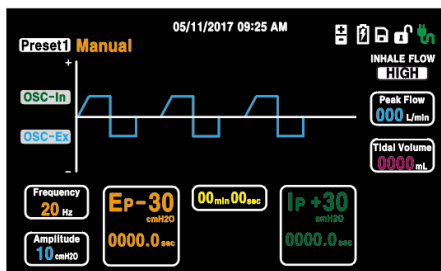 05/11/2017 09:25 AM
Preset1 Manual
INHALE FLOW
HIGH
+
OSC-In
OSC-Ex
-
Peak Flow
000 L/min
Tidal Volume
0000 mL
Frequency
20 Hz
Amplitude
10 cmH2O
EP-30
cmH2O
0000.0 sec
00min00sec
IP+30
cmH2O
0000.0 sec